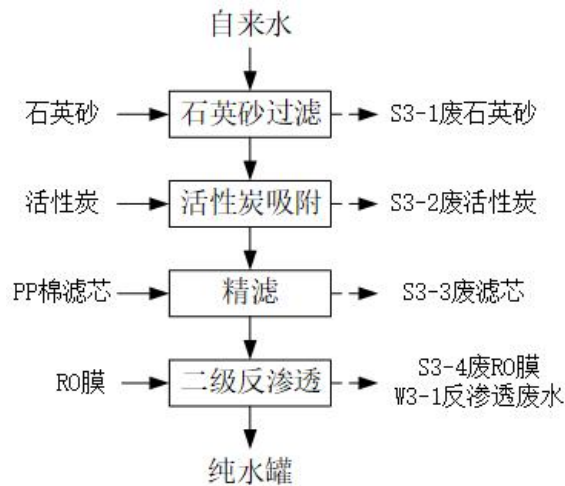 自来水
石英砂
石英砂过滤
S3-1废石英砂
活性炭
活性炭吸附
S3-2废活性炭
PP棉滤芯
精滤
S3-3废滤芯
RO膜
二级反渗透
S3-4废RO膜
W3-1反渗透废水
纯水罐